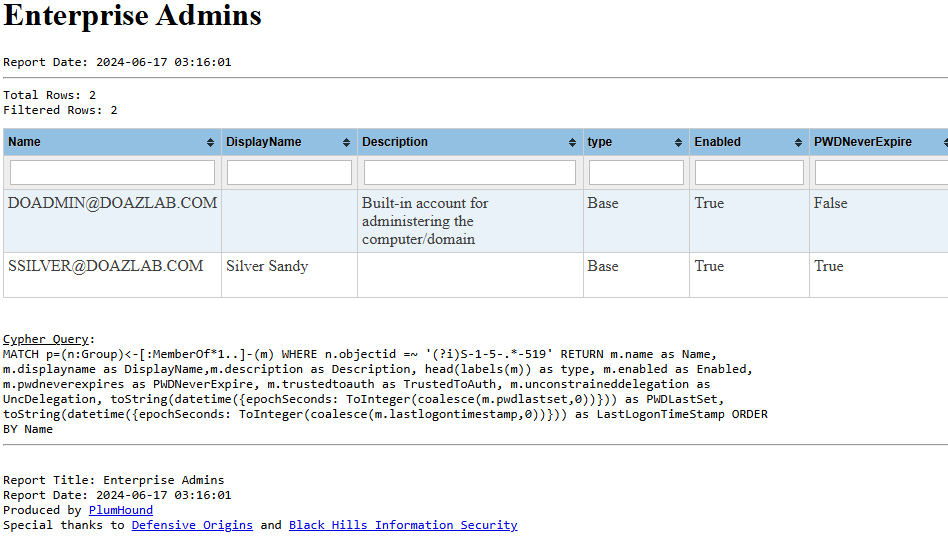 Enterprise Admins
Report Date: 2024-06-17 03:16:01
Total Rows: 2
Filtered Rows: 2
Name DisplayName Description type Enabled PWDNeverExpire
DOADMIN@DOAZLAB.COM Built-in account for administering the computer/domain Base True False
SSILVER@DOAZLAB.COM Silver Sandy Base True True
Cypher Query:
MATCH p=(n:Group)<-[:MemberOf*1..]-(m) WHERE n.objectid =~ '(?i)S-1-5-.*-519' RETURN m.name as Name,
m.displayname as DisplayName,m.description as Description, head(labels(m)) as type, m.enabled as Enabled,
m.pwdneverexpires as PWDNeverExpire, m.trustedtoauth as TrustedToAuth, m.unconstraineddelegation as
UncDelegation, toString(datetime({epochSeconds: ToInteger(coalesce(m.pwdlastset,0))})) as PWDLastSet,
toString(datetime({epochSeconds: ToInteger(coalesce(m.lastlogontimestamp,0))})) as LastLogonTimeStamp ORDER
BY Name
Report Title: Enterprise Admins
Report Date: 2024-06-17 03:16:01
Produced by PlumHound
Special thanks to Defensive Origins and Black Hills Information Security